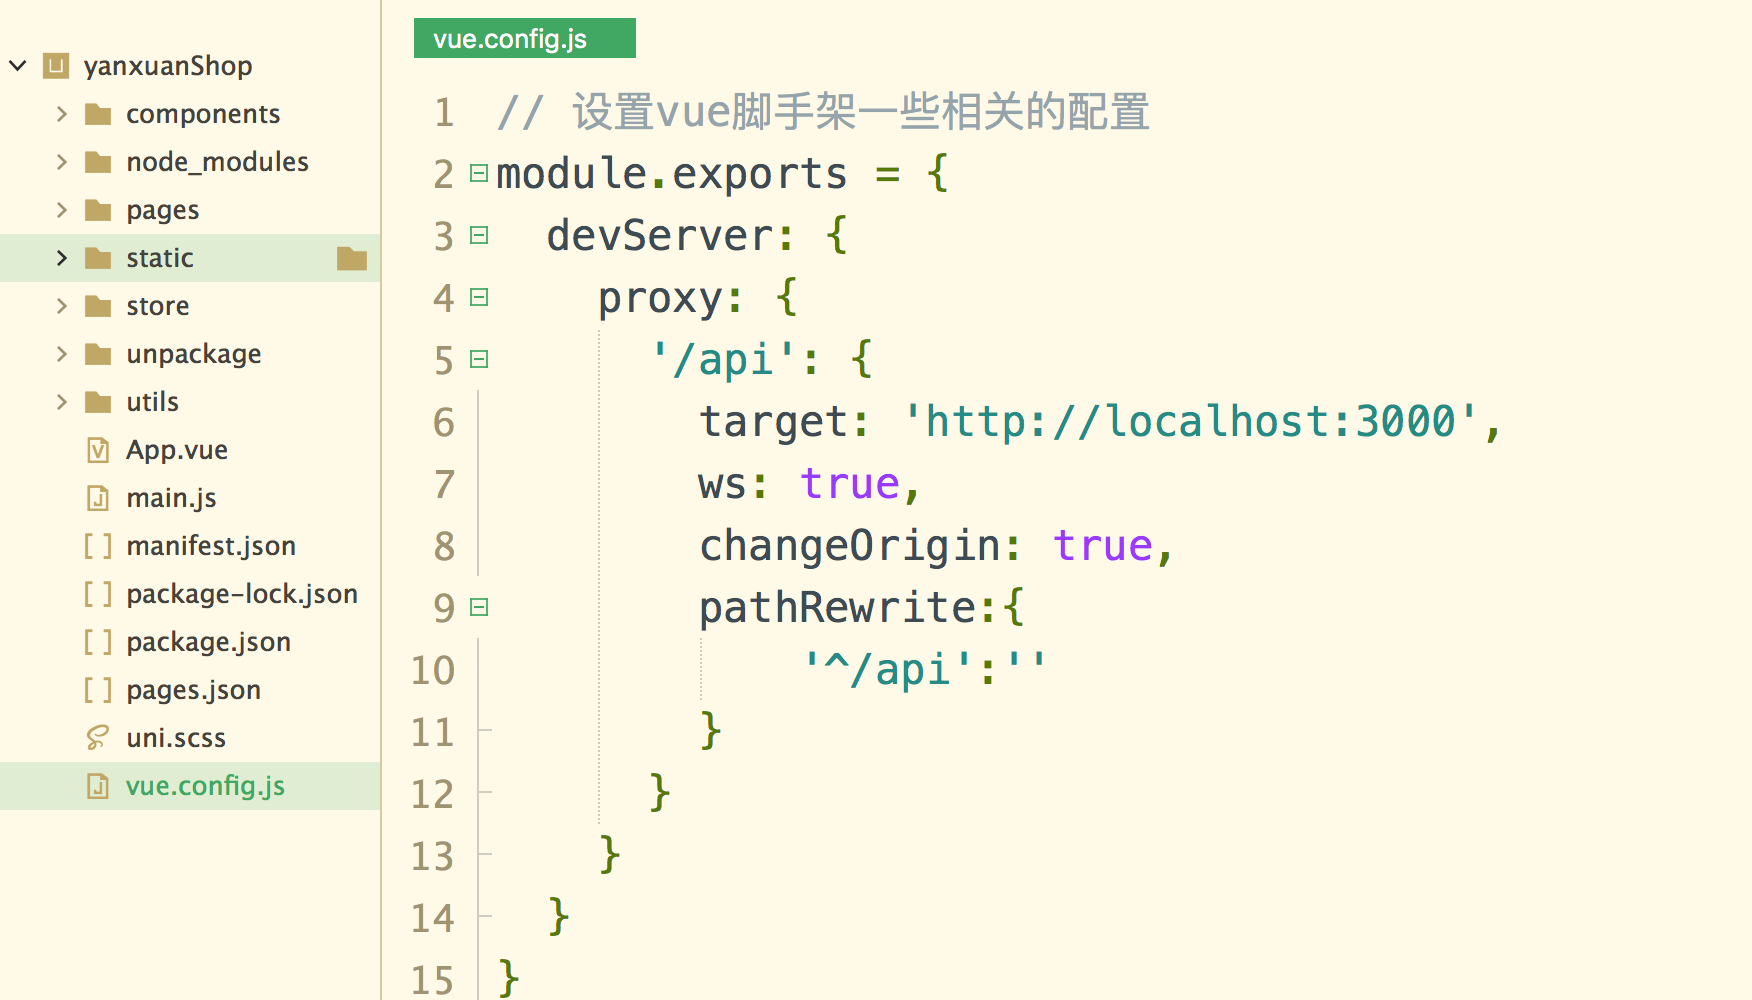 yanxuanShop
components
node_modules
pages
static
store
unpackage
utils
App.vue
main.js
manifest.json
package-lock.json
package.json
pages.json
uni.scss
vue.config.js
vue.config.js
1 // 设置vue脚手架一些相关的配置
2 module.exports = {
3 devServer: {
4 proxy: {
5 '/api': {
6 target: 'http://localhost:3000',
7 ws: true,
8 changeOrigin: true,
9 pathRewrite:{
10 '^/api':''
11 }
12 }
13 }
14 }
15 }